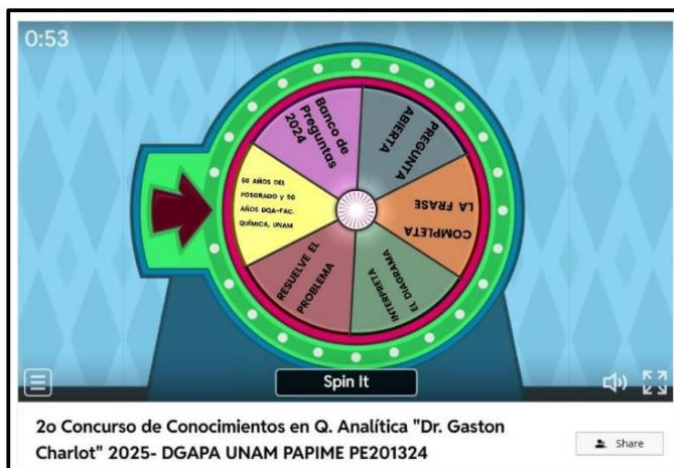 0:53
Banco de
Preguntas
2024
PREGUNTA
ABIERTA
COMPLETA
LA FRASE
INTERPRETA
EL DIAGRAMA
RESUELVE EL
PROBLEMA
50 AÑOS DEL
POSGRADO y 50
AÑOS DQA-FAC.
QUÍMICA, UNAM
Spin It
2o Concurso de Conocimientos en Q. Analítica "Dr. Gaston
Charlot" 2025- DGAPA UNAM PAPIME PE201324
Share